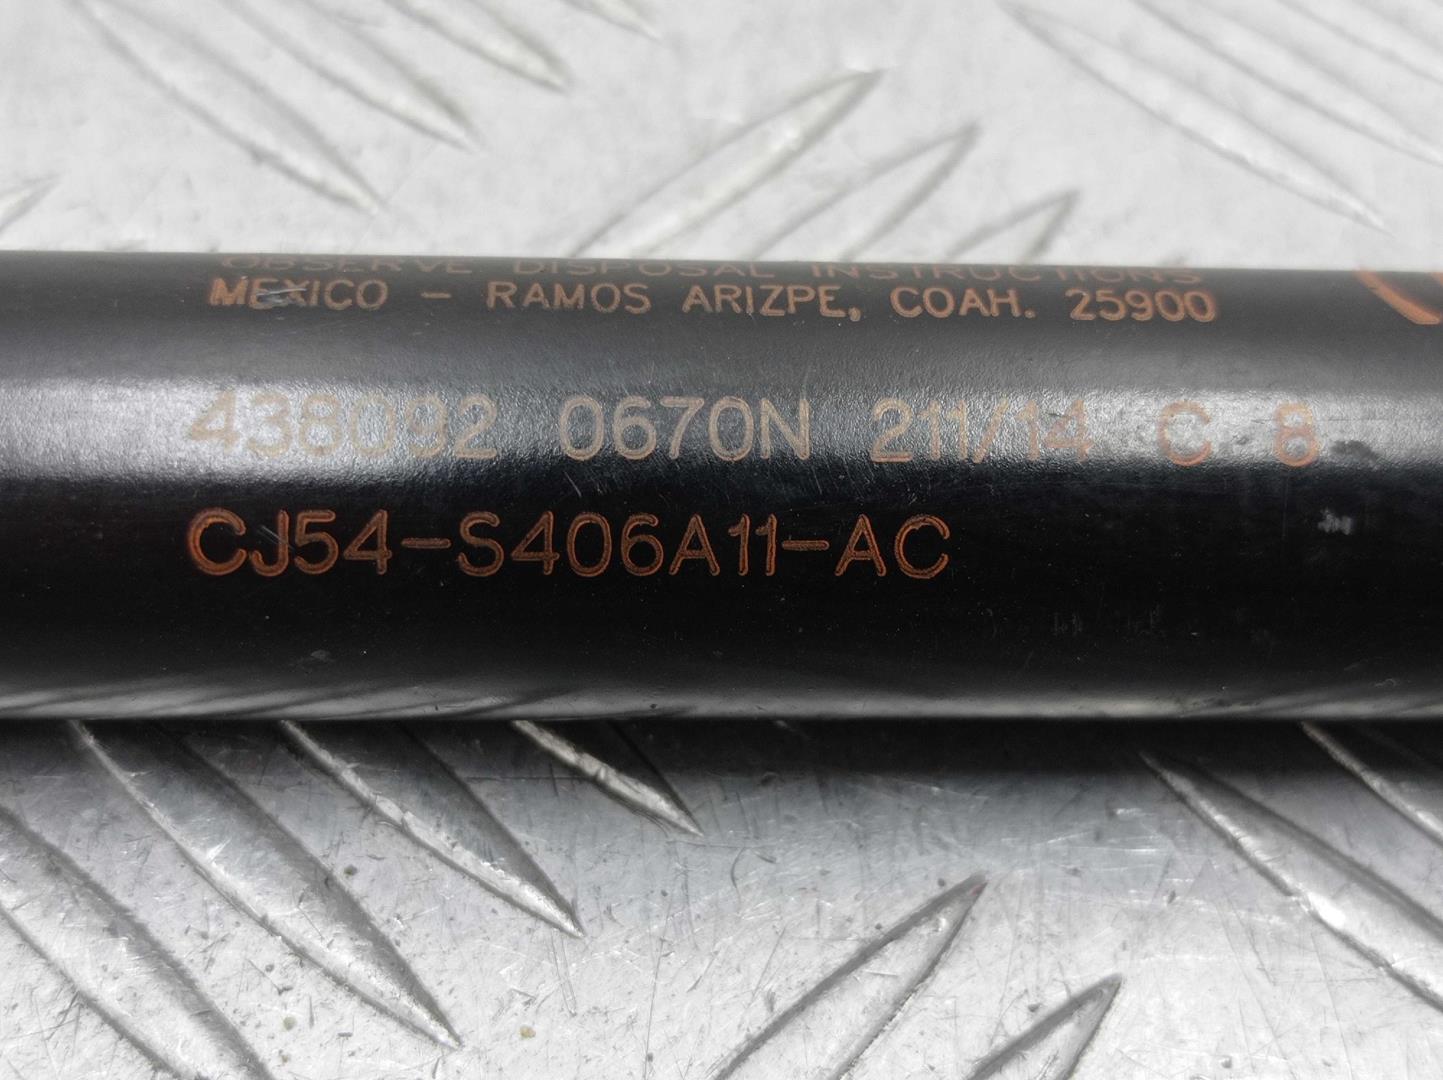 OBSERVE DISPOSAL INSTRUCTIONS
MEXICO - RAMOS ARIZPE, COAH. 25900
438092 0670N 211/14 C 8
CJ54-S406A11-AC